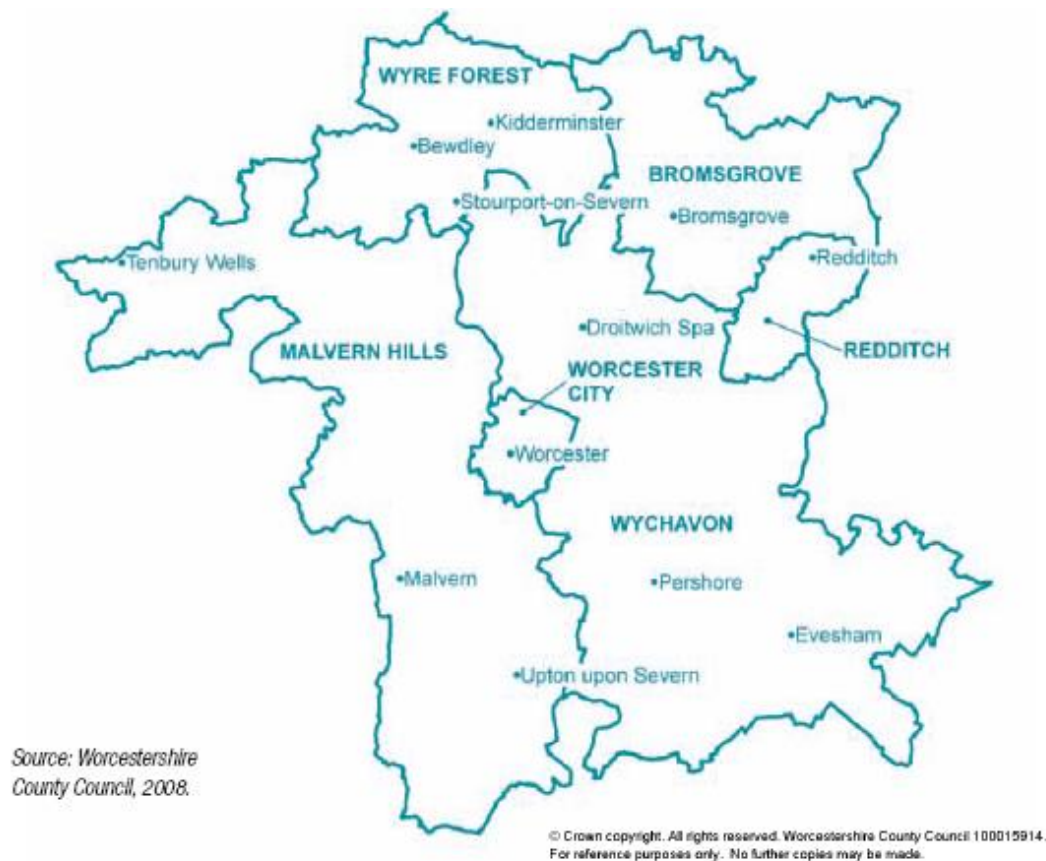 WYRE FOREST
•Kidderminster
•Bewdley
BROMSGROVE
•Stourport-on-Severn
•Bromsgrove
•Tenbury Wells
•Redditch
•Droitwich Spa
MALVERN HILLS
REDDITCH
WORCESTER
CITY
•Worcester
WYCHAVON
•Malvern
•Pershore
•Evesham
•Upton upon Severn
Source: Worcestershire
County Council, 2008.
© Crown copyright. All rights reserved. Worcestershire County Council 100015914.
For reference purposes only. No further copies may be made.